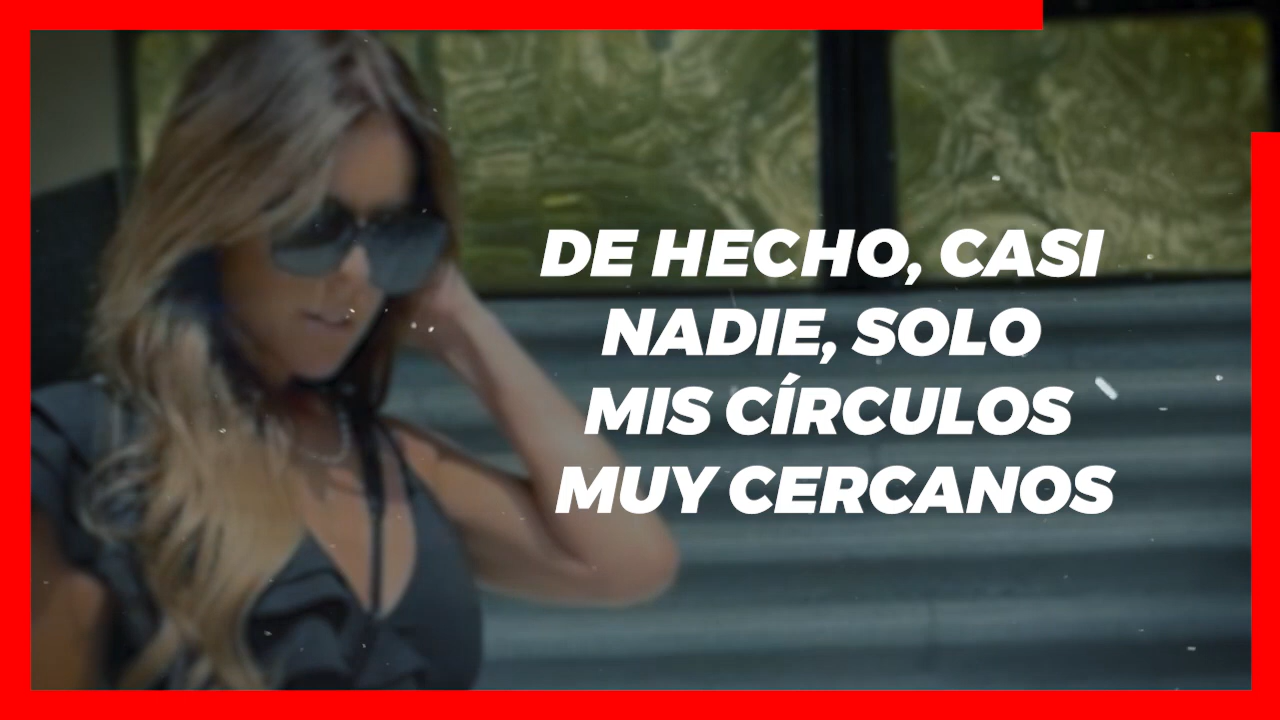 DE HECHO, CASI
NADIE, SOLO
MIS CÍRCULOS
MUY CERCANOS